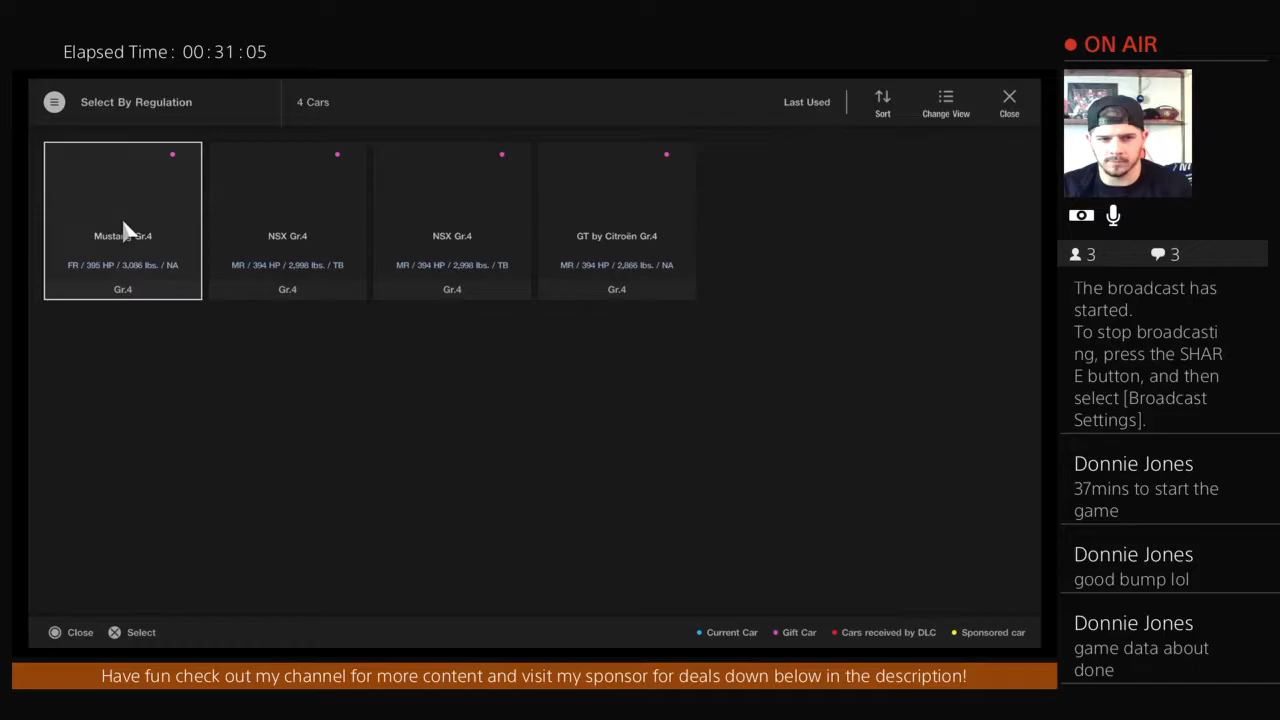 Elapsed Time: 00:31:05
ON AIR
Select By Regulation
4 Cars
Last Used
Sort
Change View
Close
Mustang Gr.4
FR / 395 HP / 3,086 lbs. / NA
Gr.4
NSX Gr.4
MR / 394 HP / 2,998 lbs. / TB
Gr.4
NSX Gr.4
MR / 394 HP / 2,998 lbs. / TB
Gr.4
GT by Citroën Gr.4
MR / 394 HP / 2,866 lbs. / NA
Gr.4
Close
Select
Current Car
Gift Car
Cars received by DLC
Sponsored car
Have fun check out my channel for more content and visit my sponsor for deals down below in the description!
3
3
The broadcast has
started.
To stop broadcasti
ng, press the SHAR
E button, and then
select [Broadcast
Settings].
Donnie Jones
37mins to start the
game
Donnie Jones
good bump lol
Donnie Jones
game data about
done